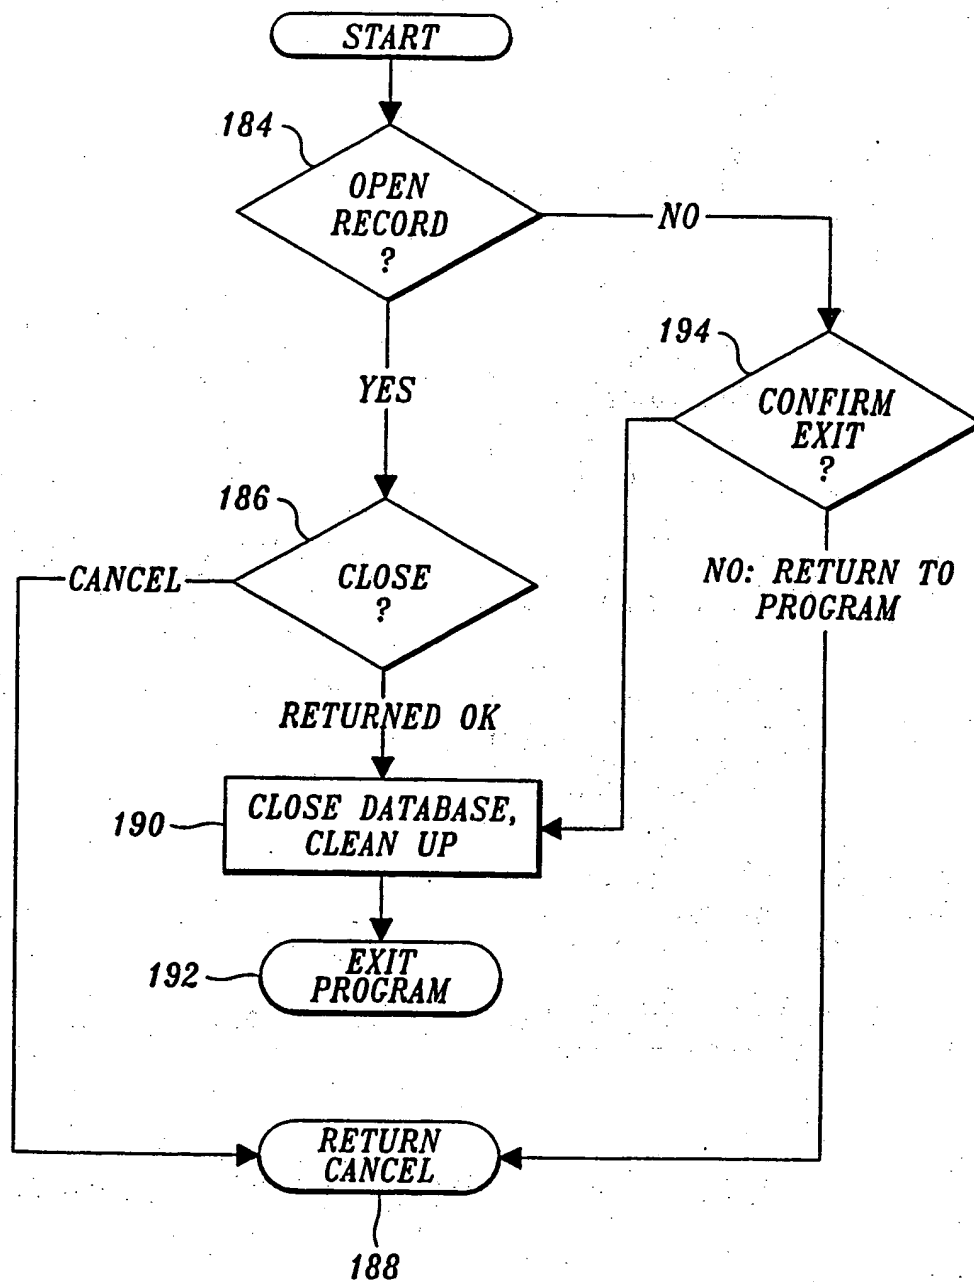 START
184
OPEN
RECORD
?
NO
194
CONFIRM
EXIT
?
YES
186
CLOSE
?
CANCEL
NO: RETURN TO
PROGRAM
RETURNED OK
190
CLOSE DATABASE,
CLEAN UP
192
EXIT
PROGRAM
RETURN
CANCEL
188